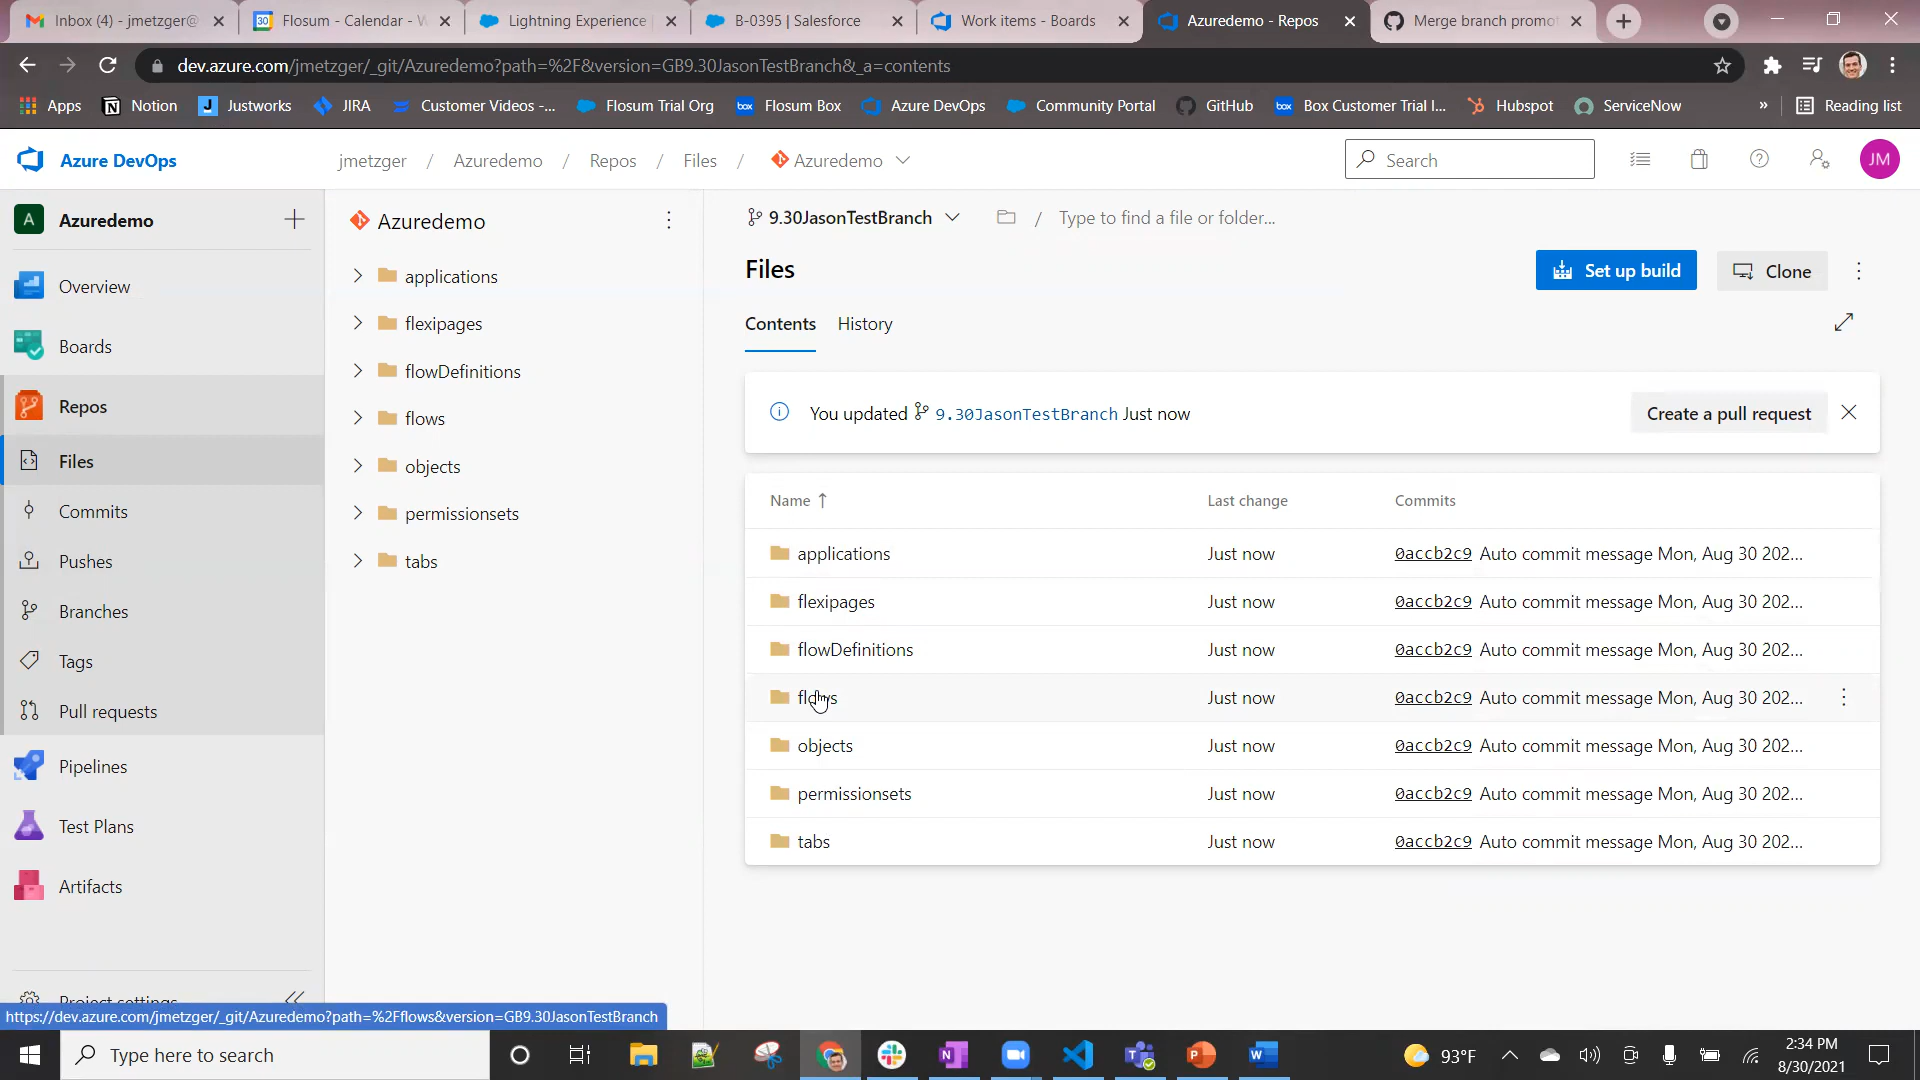 Inbox (4) - jmetzger@
Flosum - Calendar - W
Lightning Experience
B-0395 | Salesforce
Work items - Boards
Azuredemo - Repos
Merge branch promot
dev.azure.com/jmetzger/_git/Azuredemo?path=%2F&version=GB9.30JasonTestBranch&_a=contents
Apps
Notion
Justworks
JIRA
Customer Videos -...
Flosum Trial Org
Flosum Box
Azure DevOps
Community Portal
GitHub
Box Customer Trial I...
Hubspot
ServiceNow
»
Reading list
Azure DevOps
jmetzger / Azuredemo / Repos / Files / Azuredemo
Search
JM
A Azuredemo
Overview
Boards
Repos
Files
Commits
Pushes
Branches
Tags
Pull requests
Pipelines
Test Plans
Artifacts
Project settings
Azuredemo
applications
flexipages
flowDefinitions
flows
objects
permissionsets
tabs
9.30JasonTestBranch / Type to find a file or folder...
Files
Set up build
Clone
Contents
History
You updated 9.30JasonTestBranch Just now
Create a pull request
Name Last change Commits
applications Just now 0accb2c9 Auto commit message Mon, Aug 30 202...
flexipages Just now 0accb2c9 Auto commit message Mon, Aug 30 202...
flowDefinitions Just now 0accb2c9 Auto commit message Mon, Aug 30 202...
flows Just now 0accb2c9 Auto commit message Mon, Aug 30 202...
objects Just now 0accb2c9 Auto commit message Mon, Aug 30 202...
permissionsets Just now 0accb2c9 Auto commit message Mon, Aug 30 202...
tabs Just now 0accb2c9 Auto commit message Mon, Aug 30 202...
https://dev.azure.com/jmetzger/_git/Azuredemo?path=%2Fflows&version=GB9.30JasonTestBranch
Type here to search
93°F
2:34 PM
8/30/2021